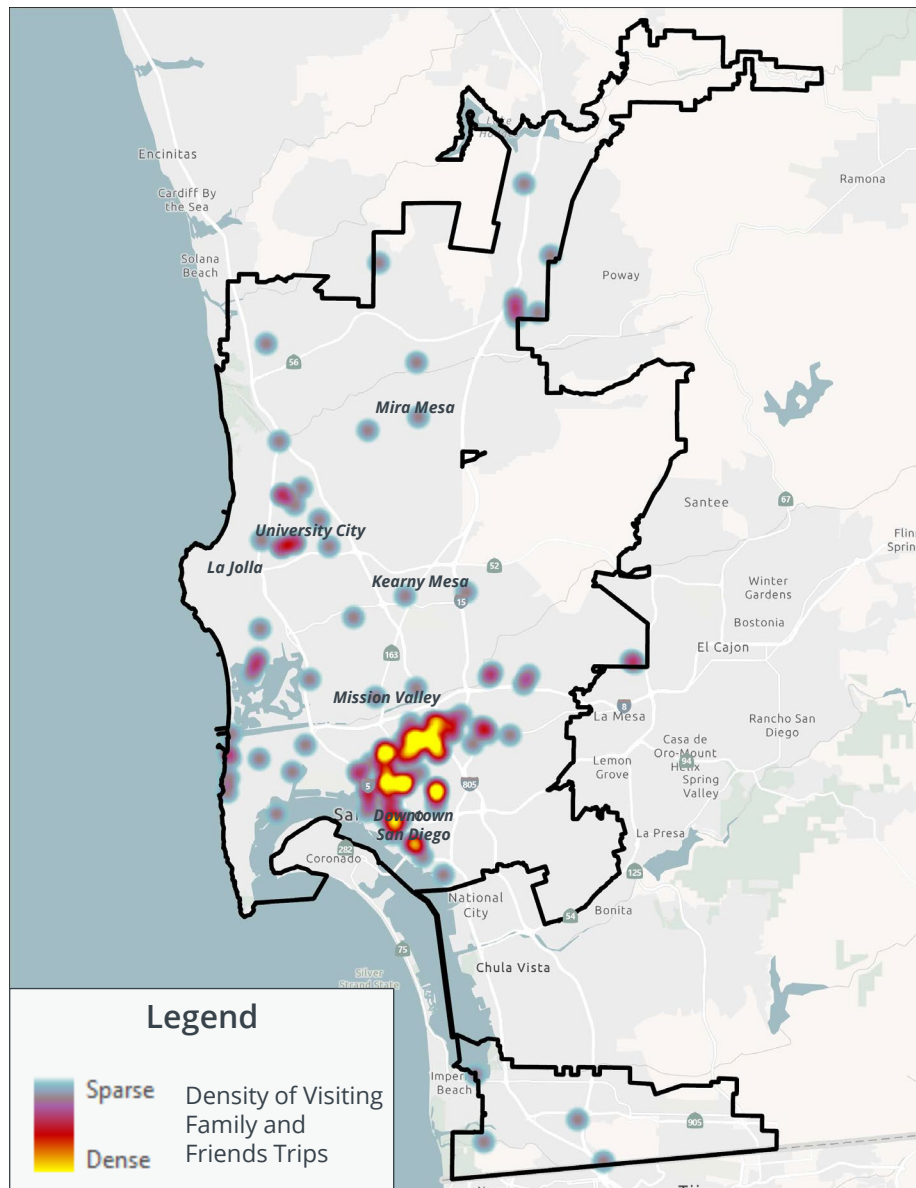 Encinitas
Cardiff By
the Sea
Solana
Beach
Lake
Ramona
Poway
56
Mira Mesa
67
Santee
University City
La Jolla
52
Kearny Mesa
15
Winter
Gardens
Bostonia
El Cajon
163
Mission Valley
8
La Mesa
Rancho San
Diego
Casa de
Oro-Mount
Helix
94
Spring
Valley
Lemon
Grove
5
805
Downtown
San Diego
La Presa
282
Coronado
125
National
City
54
Bonita
75
Chula Vista
Silver
Strand State
Imperial
Beach
905
Legend
Sparse
Dense
Density of Visiting
Family and
Friends Trips